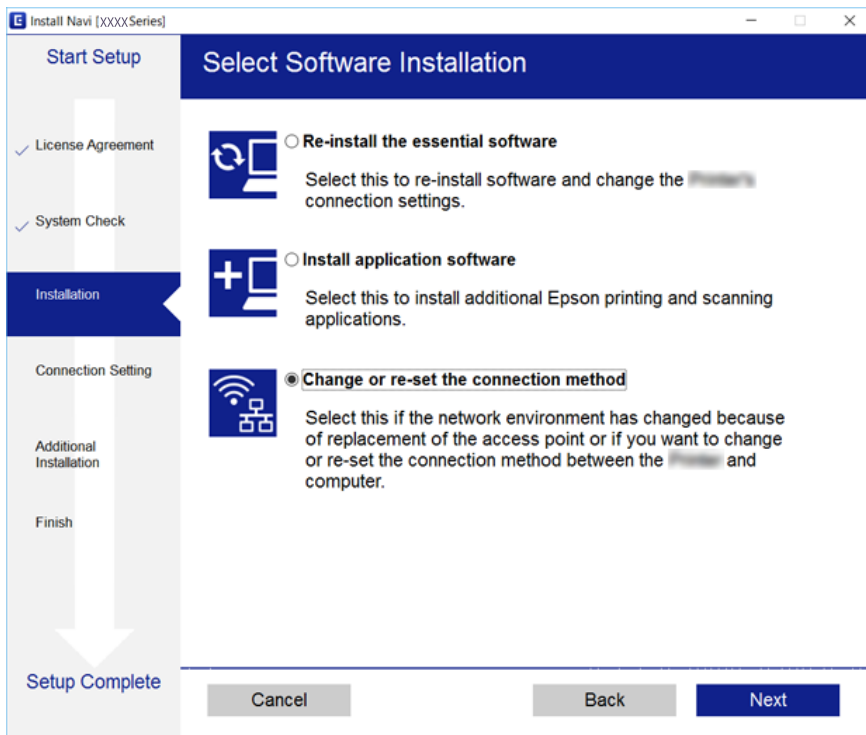 Install Navi [XXXX Series]
Start Setup
License Agreement
System Check
Installation
Connection Setting
Additional
Installation
Finish
Setup Complete
Select Software Installation
Re-install the essential software
Select this to re-install software and change the
connection settings.
Install application software
Select this to install additional Epson printing and scanning
applications.
Change or re-set the connection method
Select this if the network environment has changed because
of replacement of the access point or if you want to change
or re-set the connection method between the and
computer.
Cancel
Back
Next